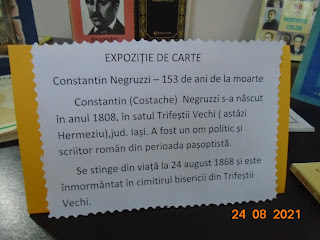 PORTRETE
EXPOZIȚIE DE CARTE
Constantin Negruzzi – 153 de ani de la moarte
Constantin (Costache) Negruzzi s-a născut
în anul 1808, în satul Trifeștii Vechi ( astăzi
Hermeziu),jud. Iași. A fost un om politic și
scriitor român din perioada pașoptistă.
Se stinge din viață la 24 august 1868 și este
înmormântat în cimitirul bisericii din Trifeștii
Vechi.
24 08 2021